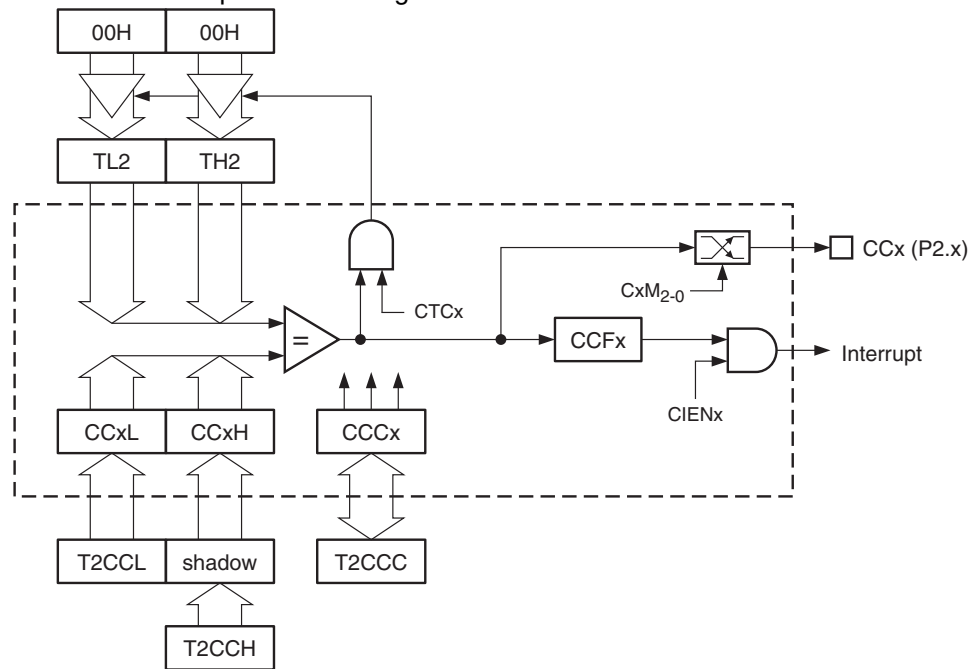 00H 00H
TL2 TH2
CCx (P2.x)
CxM2-0
CTCx
=
CCFx
Interrupt
CIENx
CCxL CCxH CCCx
T2CCL shadow T2CCC
T2CCH